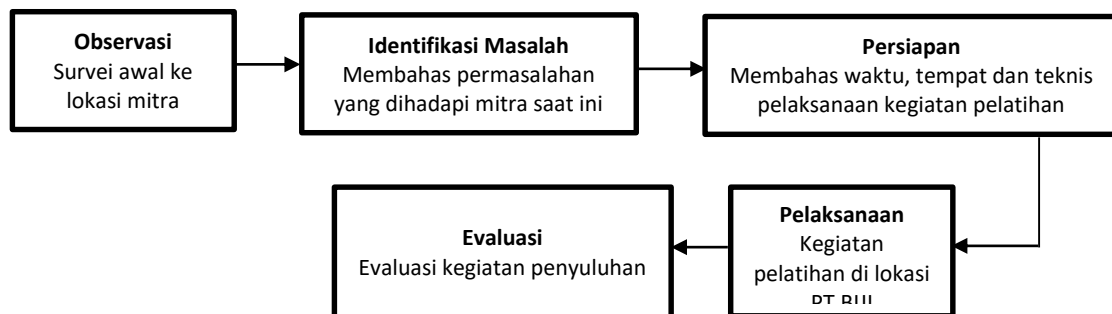 Observasi
Survei awal ke
lokasi mitra
Identifikasi Masalah
Membahas permasalahan
yang dihadapi mitra saat ini
Persiapan
Membahas waktu, tempat dan teknis
pelaksanaan kegiatan pelatihan
Pelaksanaan
Kegiatan
pelatihan di lokasi
Evaluasi
Evaluasi kegiatan penyuluhan